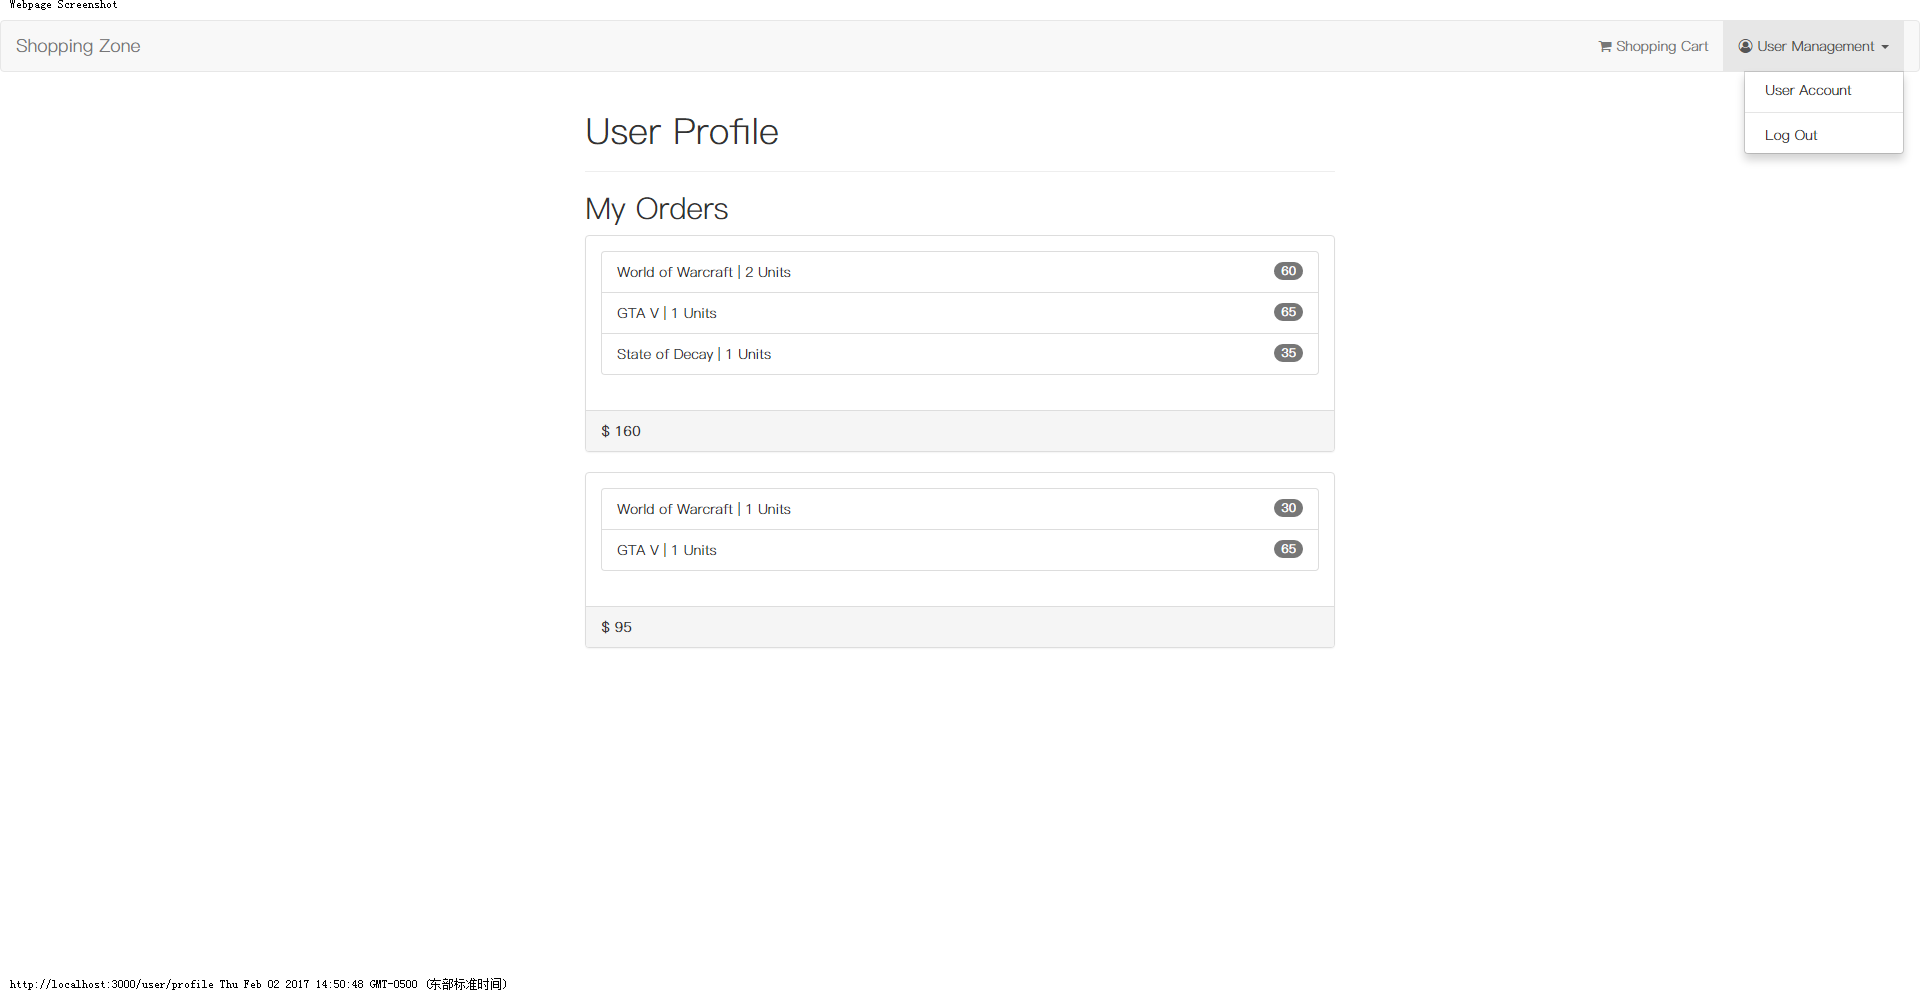 Webpage Screenshot
Shopping Zone
Shopping Cart
User Management
User Account
Log Out
User Profile
My Orders
World of Warcraft | 2 Units 60
GTA V | 1 Units 65
State of Decay | 1 Units 35
$ 160
World of Warcraft | 1 Units 30
GTA V | 1 Units 65
$ 95
http://localhost:3000/user/profile Thu Feb 02 2017 14:50:48 GMT-0500 (东部标准时间)